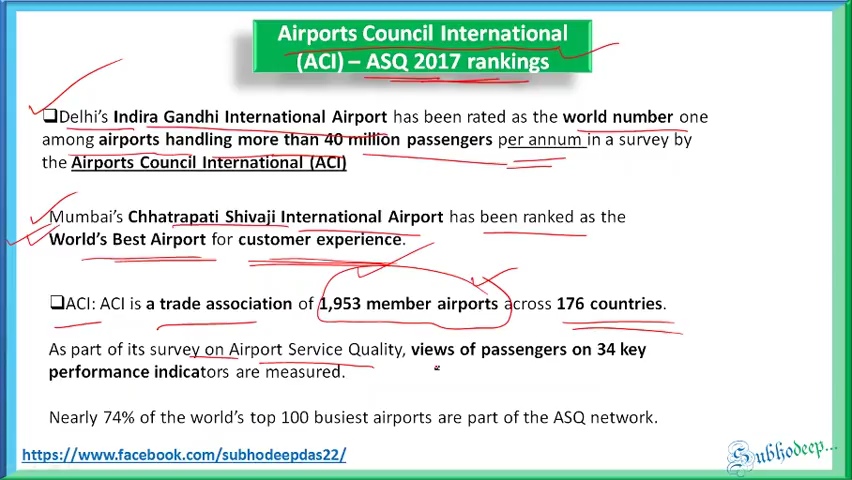 Airports Council International
(ACI) – ASQ 2017 rankings
❑Delhi's Indira Gandhi International Airport has been rated as the world number one
among airports handling more than 40 million passengers per annum in a survey by
the Airports Council International (ACI)
Mumbai's Chhatrapati Shivaji International Airport has been ranked as the
World's Best Airport for customer experience.
❑ACI: ACI is a trade association of 1,953 member airports across 176 countries.
As part of its survey on Airport Service Quality, views of passengers on 34 key
performance indicators are measured.
Nearly 74% of the world's top 100 busiest airports are part of the ASQ network.
https://www.facebook.com/subhodeepdas22/
Subhodeep...